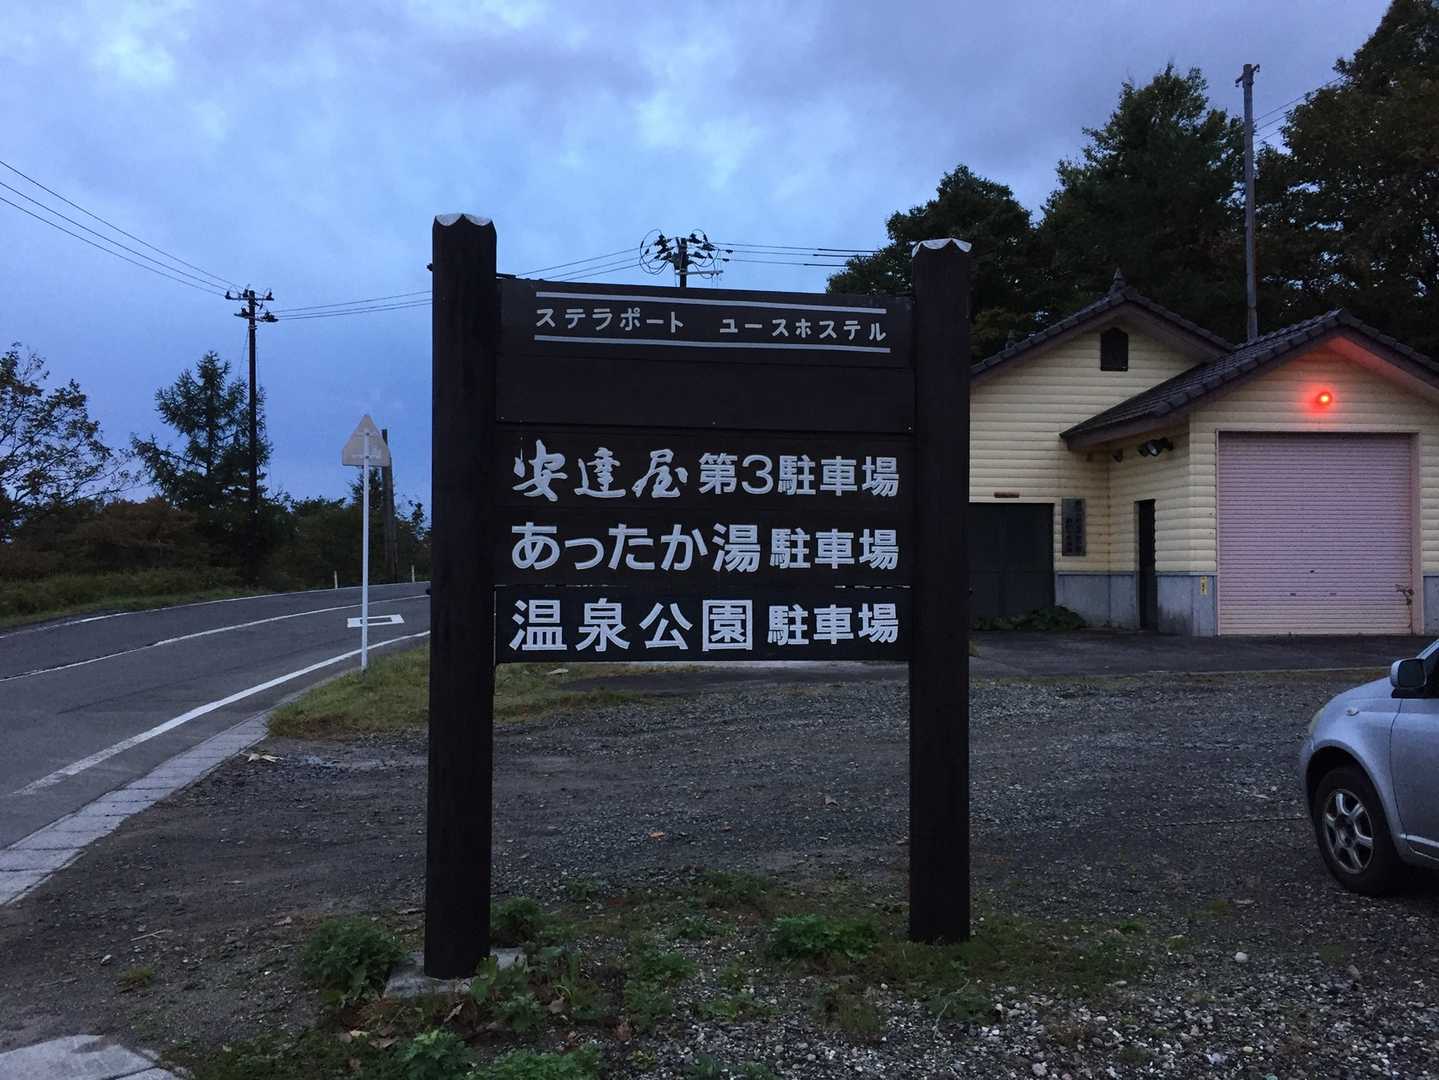 ステラポート ユースホステル
安達屋 第3駐車場
あったか湯 駐車場
温泉公園 駐車場